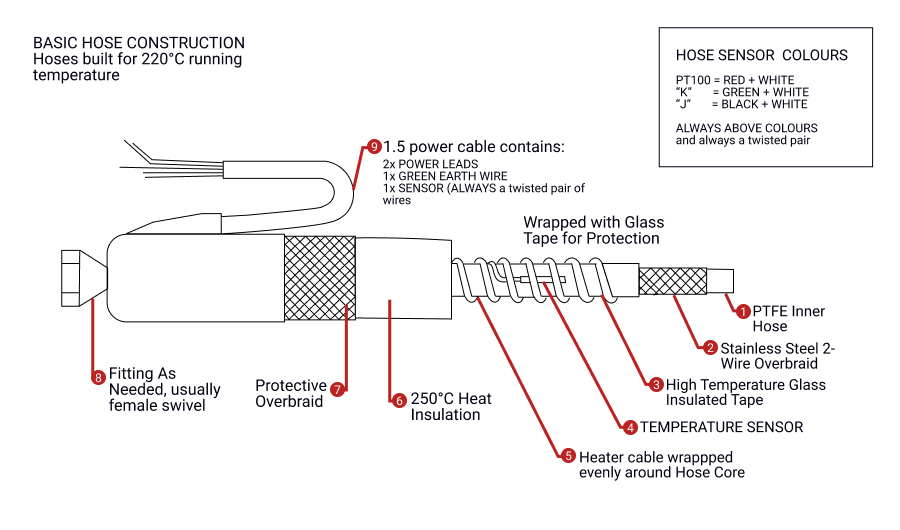 BASIC HOSE CONSTRUCTION
Hoses built for 220°C running
temperature
HOSE SENSOR COLOURS
PT100 = RED + WHITE
“K” = GREEN + WHITE
“J” = BLACK + WHITE
ALWAYS ABOVE COLOURS
and always a twisted pair
9 1.5 power cable contains:
2x POWER LEADS
1x GREEN EARTH WIRE
1x SENSOR (ALWAYS a twisted pair of
wires
Wrapped with Glass
Tape for Protection
1 PTFE Inner
Hose
2 Stainless Steel 2-
Wire Overbraid
3 High Temperature Glass
Insulated Tape
4 TEMPERATURE SENSOR
5 Heater cable wrappped
evenly around Hose Core
6 250°C Heat
Insulation
7 Protective
Overbraid
8 Fitting As
Needed, usually
female swivel